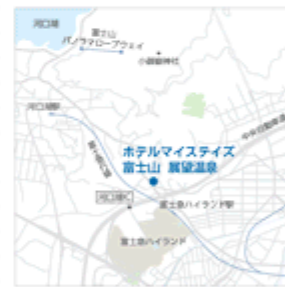 河口湖
富士山
パノラマロープウェイ
小御嶽神社
河口湖駅
中央自動車道
ホテルマイステイズ
富士山 展望温泉
河口湖IC
富士急ハイランド駅
富士急ハイランド